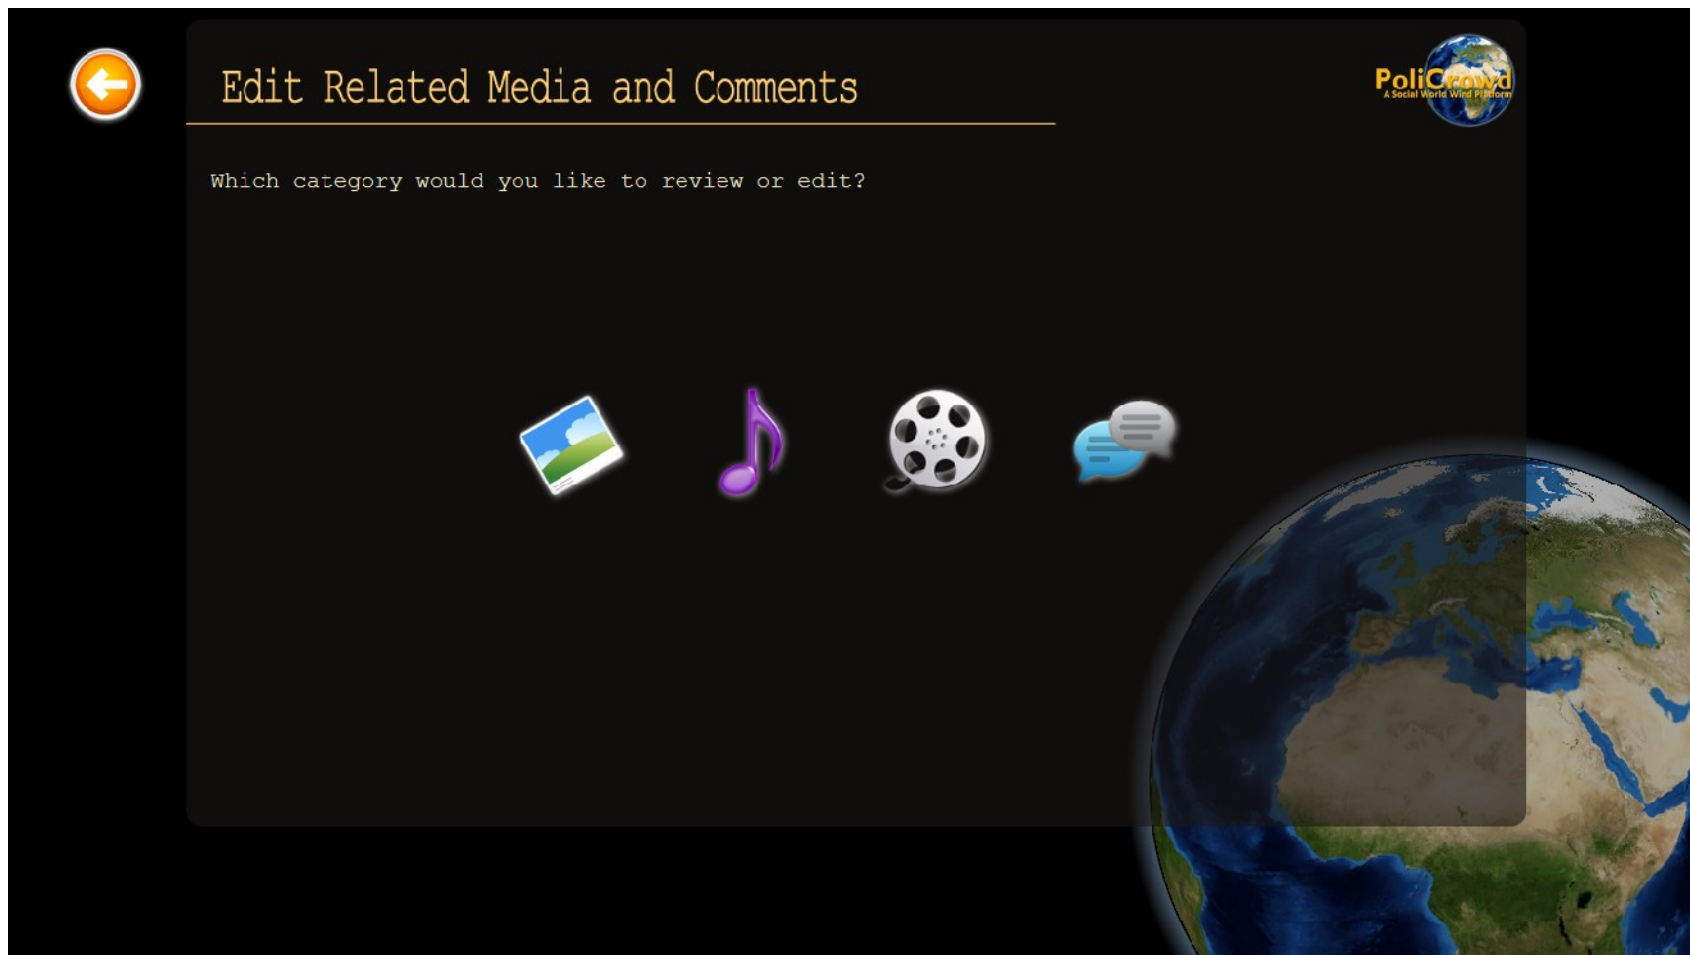 Edit Related Media and Comments
PoliCrowd
A Social World Wind Platform
Which category would you like to review or edit?